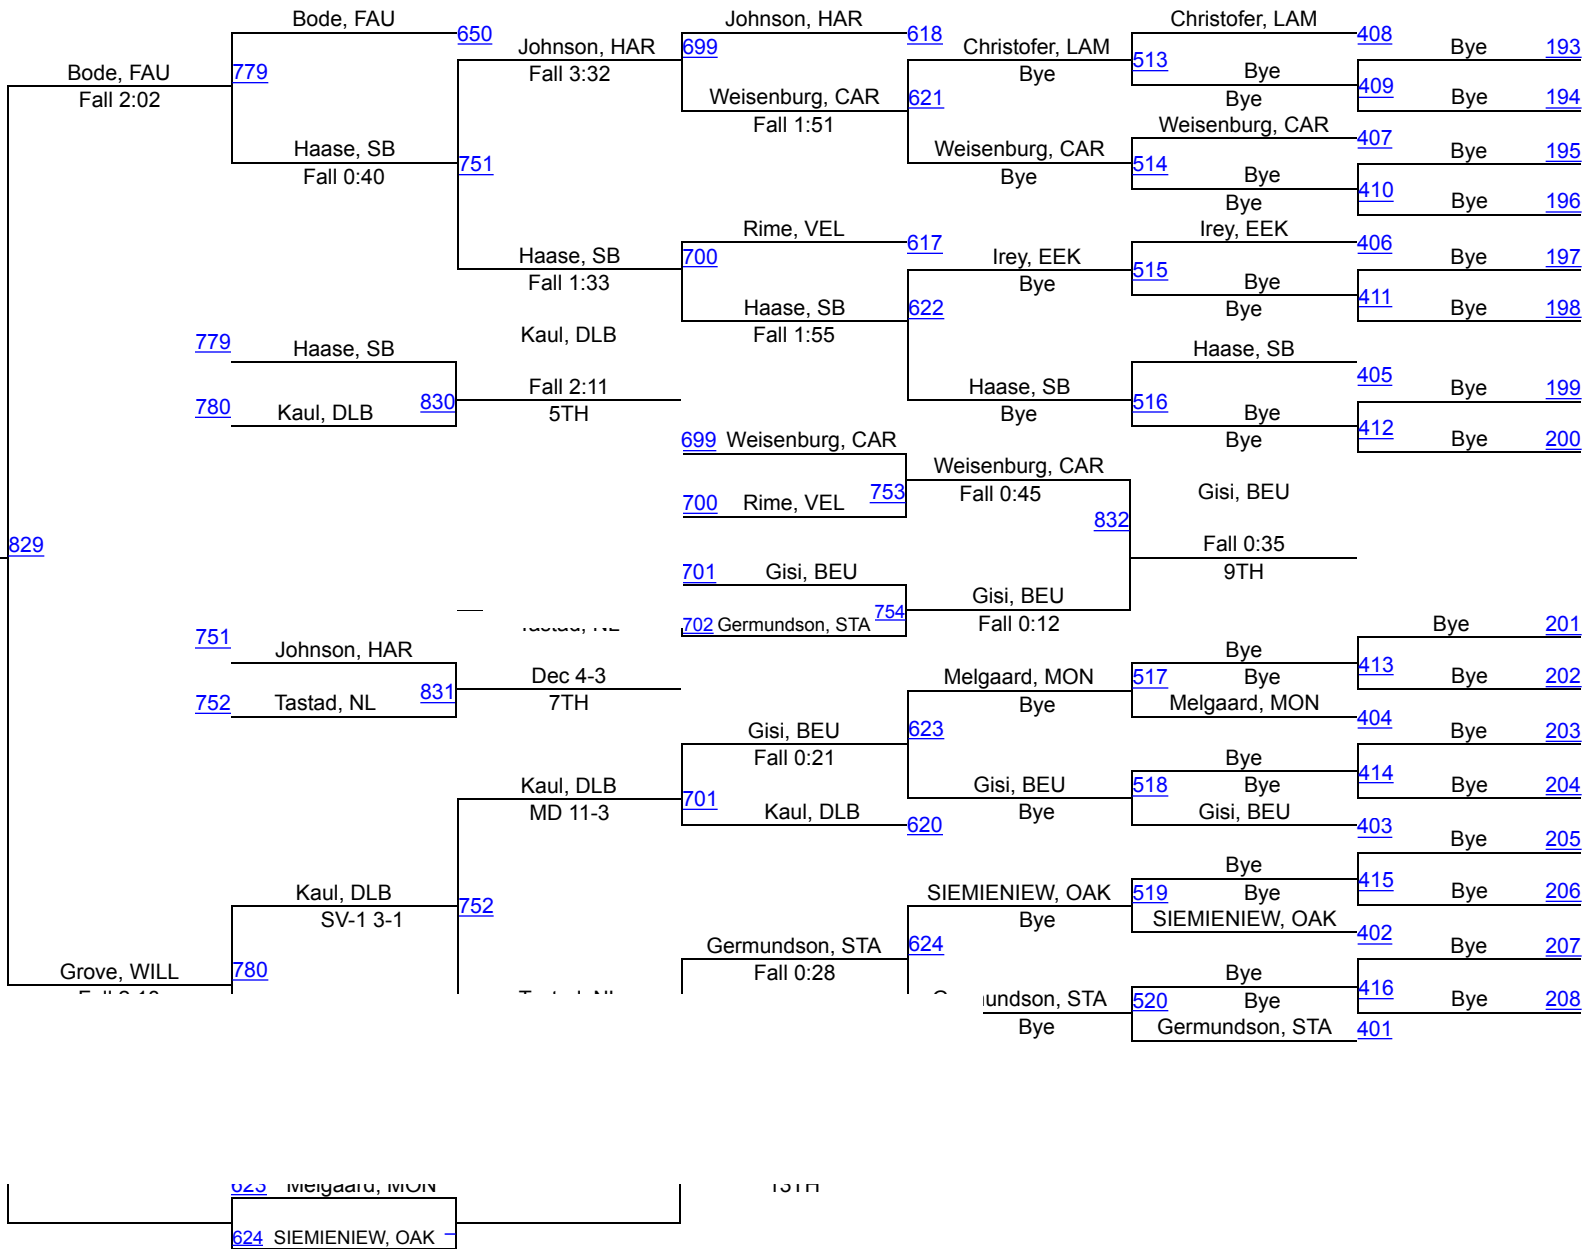 Bode, FAU
Johnson, HAR
Christofer, LAM
650
618
408
Johnson, HAR
699
Christofer, LAM
Bye
193
Bode, FAU
779
Fall 3:32
Bye
513
Bye
Fall 2:02
Weisenburg, CAR
621
Bye
409
Bye
194
Fall 1:51
Weisenburg, CAR
407
Haase, SB
Weisenburg, CAR
Bye
195
Fall 0:40
751
Bye
514
Bye
Bye
410
Bye
196
Rime, VEL
617
Irey, EEK
406
Haase, SB
700
Irey, EEK
Bye
197
Fall 1:33
Bye
515
Bye
Haase, SB
622
Bye
411
Bye
198
779
Haase, SB
Kaul, DLB
Fall 1:55
Haase, SB
405
Fall 2:11
Haase, SB
Bye
199
780
Kaul, DLB
830
5TH
Bye
516
Bye
Bye
412
Bye
200
699
Weisenburg, CAR
Weisenburg, CAR
700
Rime, VEL
753
Fall 0:45
Gisi, BEU
832
829
Fall 0:35
701
Gisi, BEU
9TH
Gisi, BEU
702
Germundson, STA
754
Fall 0:12
751
Johnson, HAR
Bye
201
Bye
Dec 4-3
Melgaard, MON
517
Bye
413
Bye
202
752
Tastad, NL
831
7TH
Bye
Melgaard, MON
404
Gisi, BEU
623
Bye
203
Fall 0:21
Bye
Kaul, DLB
Gisi, BEU
518
Bye
414
Bye
204
MD 11-3
701
Kaul, DLB
620
Bye
Gisi, BEU
403
Bye
205
Bye
Kaul, DLB
752
SIEMIENIEW, OAK
519
Bye
415
Bye
206
SV-1 3-1
Bye
SIEMIENIEW, OAK
402
Germundson, STA
624
Bye
207
Grove, WILL
780
Fall 0:28
Bye
undson, STA
520
Bye
416
Bye
208
Bye
Germundson, STA
401
623
Melgaard, MON
13TH
624
SIEMIENIEW, OAK